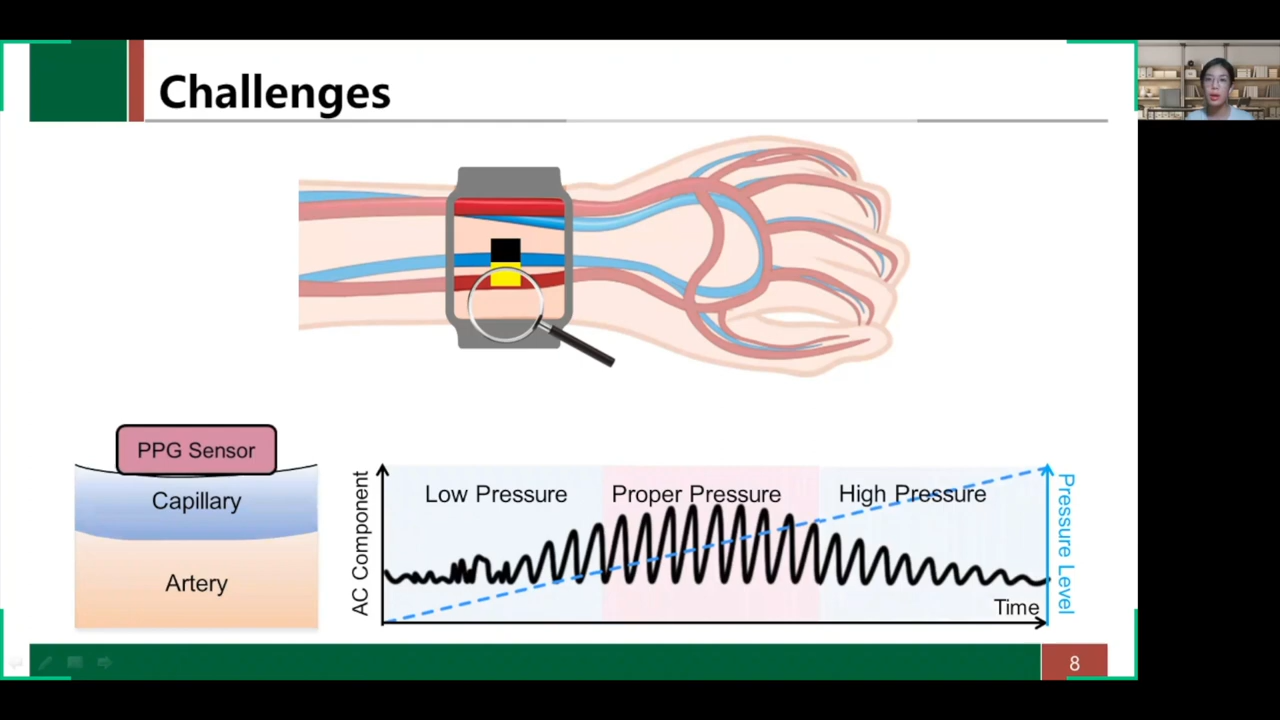 Challenges
PPG Sensor
Capillary
Artery
AC Component
Low Pressure
Proper Pressure
High Pressure
Pressure Level
Time
8